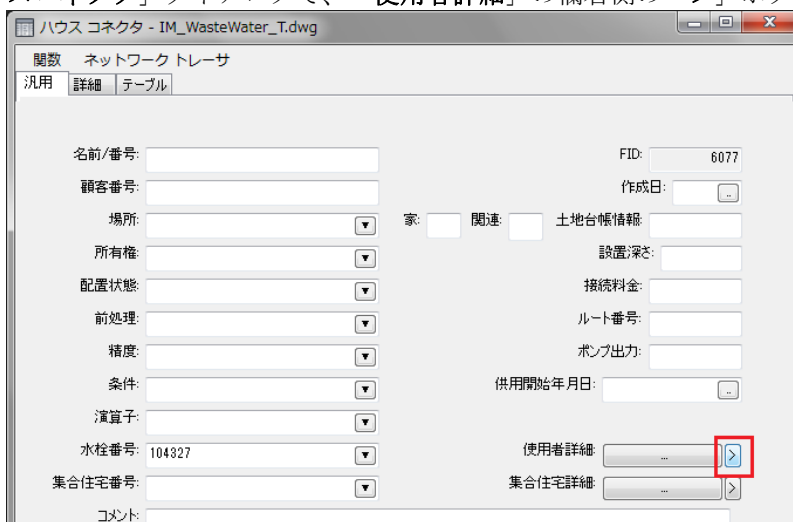 ハウス コネクタ - IM_WasteWater_T.dwg
関数 ネットワーク トレーサ
汎用 詳細 テーブル
名前/番号: FID: 6077
顧客番号: 作成日: ..
場所: 家: 関連: 土地台帳情報:
所有権: 設置深さ:
配置状態: 接続料金:
前処理: ルート番号:
精度: ポンプ出力:
条件: 供用開始年月日: ..
演算子:
水栓番号: 104327 使用者詳細: ... >
集合住宅番号: 集合住宅詳細: ... >
コメント: